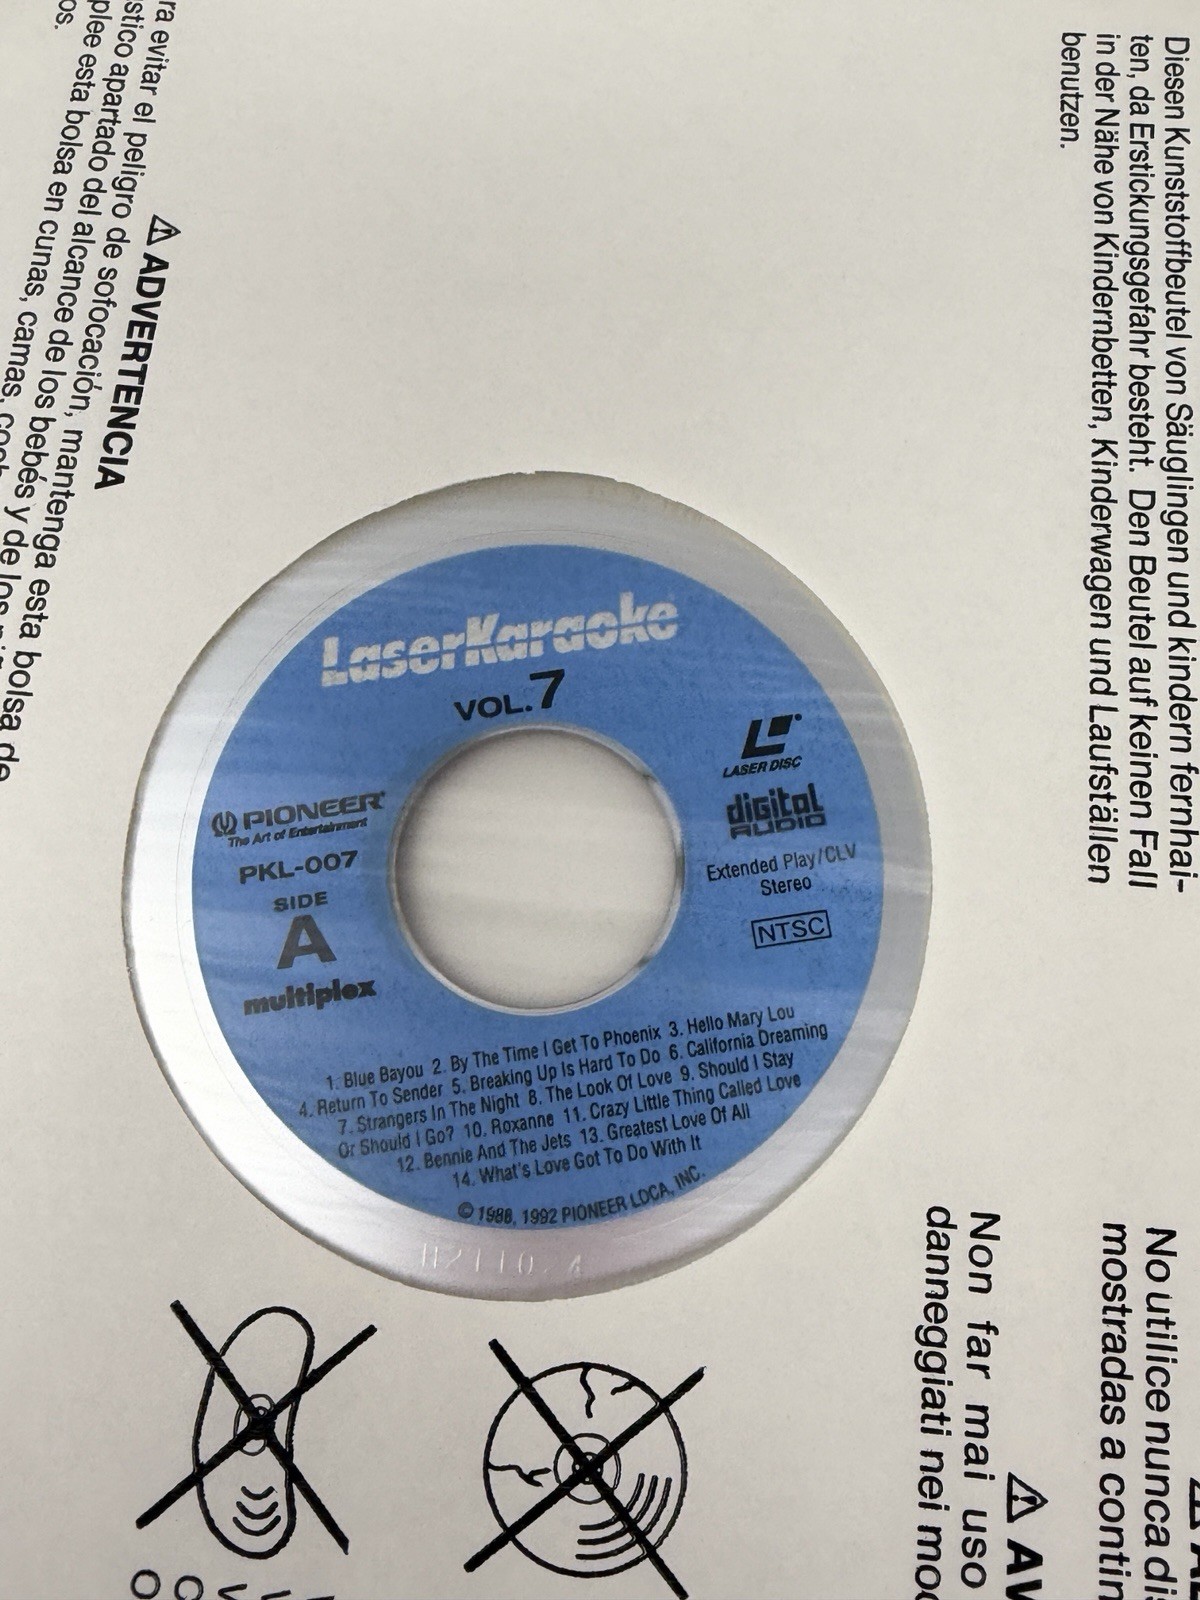 LaserKaraoke
VOL.7
PIONEER
The Art of Entertainment
PKL-007
SIDE
A
multiplex
LASER DISC
digital
AUDIO
Extended Play/CLV
Stereo
NTSC
1. Blue Bayou 2. By The Time I Get To Phoenix 3. Hello Mary Lou
4. Return To Sender 5. Breaking Up Is Hard To Do 6. California Dreaming
7. Strangers In The Night 8. The Look Of Love 9. Should I Stay
Or Should I Go? 10. Roxanne 11. Crazy Little Thing Called Love
12. Bennie And The Jets 13. Greatest Love Of All
14. What's Love Got To Do With It
© 1988, 1992 PIONEER LDCA, INC.
⚠ ADVERTENCIA
ra evitar el peligro de sofocación, mantenga esta bolsa de
stico apartado del alcance de los bebés y de los
plee esta bolsa en cunas, camas,
os.
Diesen Kunststoffbeutel von Säuglingen und kindern fernhal-
ten, da Erstickungsgefahr besteht. Den Beutel auf keinen Fall
in der Nähe von Kindernbetten, Kinderwagen und Laufställen
benutzen.
No utilice nunca dis
mostradas a contin
⚠ AV
Non far mai uso
danneggiati nei mod